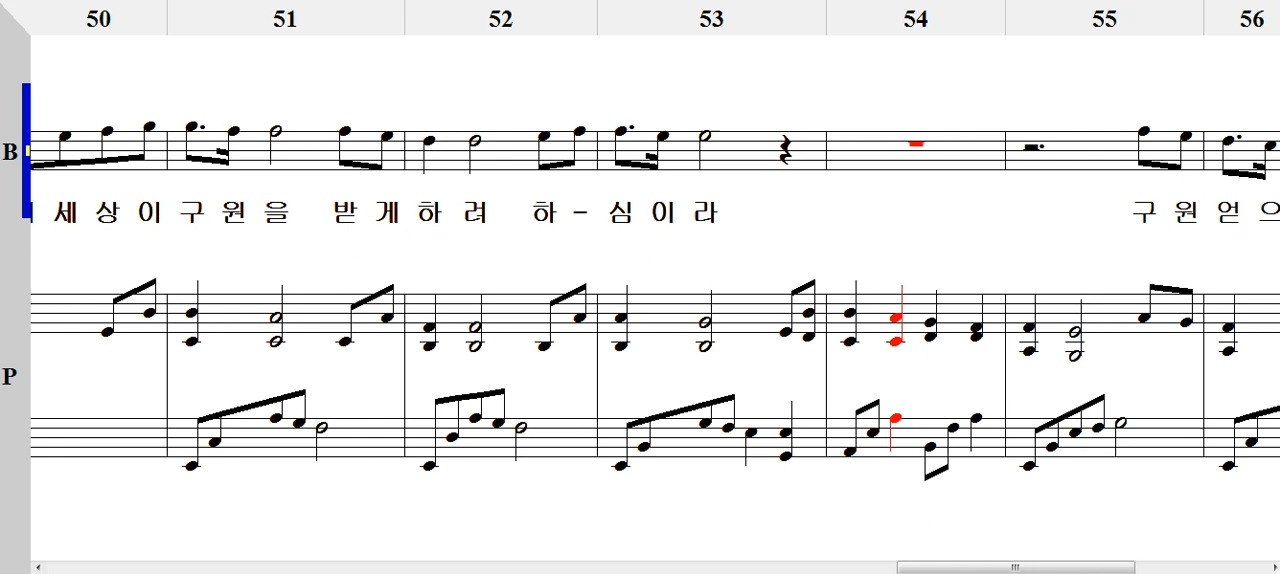 50 51 52 53 54 55 56
B
세 상 이 구 원 을 받 게 하 려 하 - 심 이 라 구 원 얻 으
P